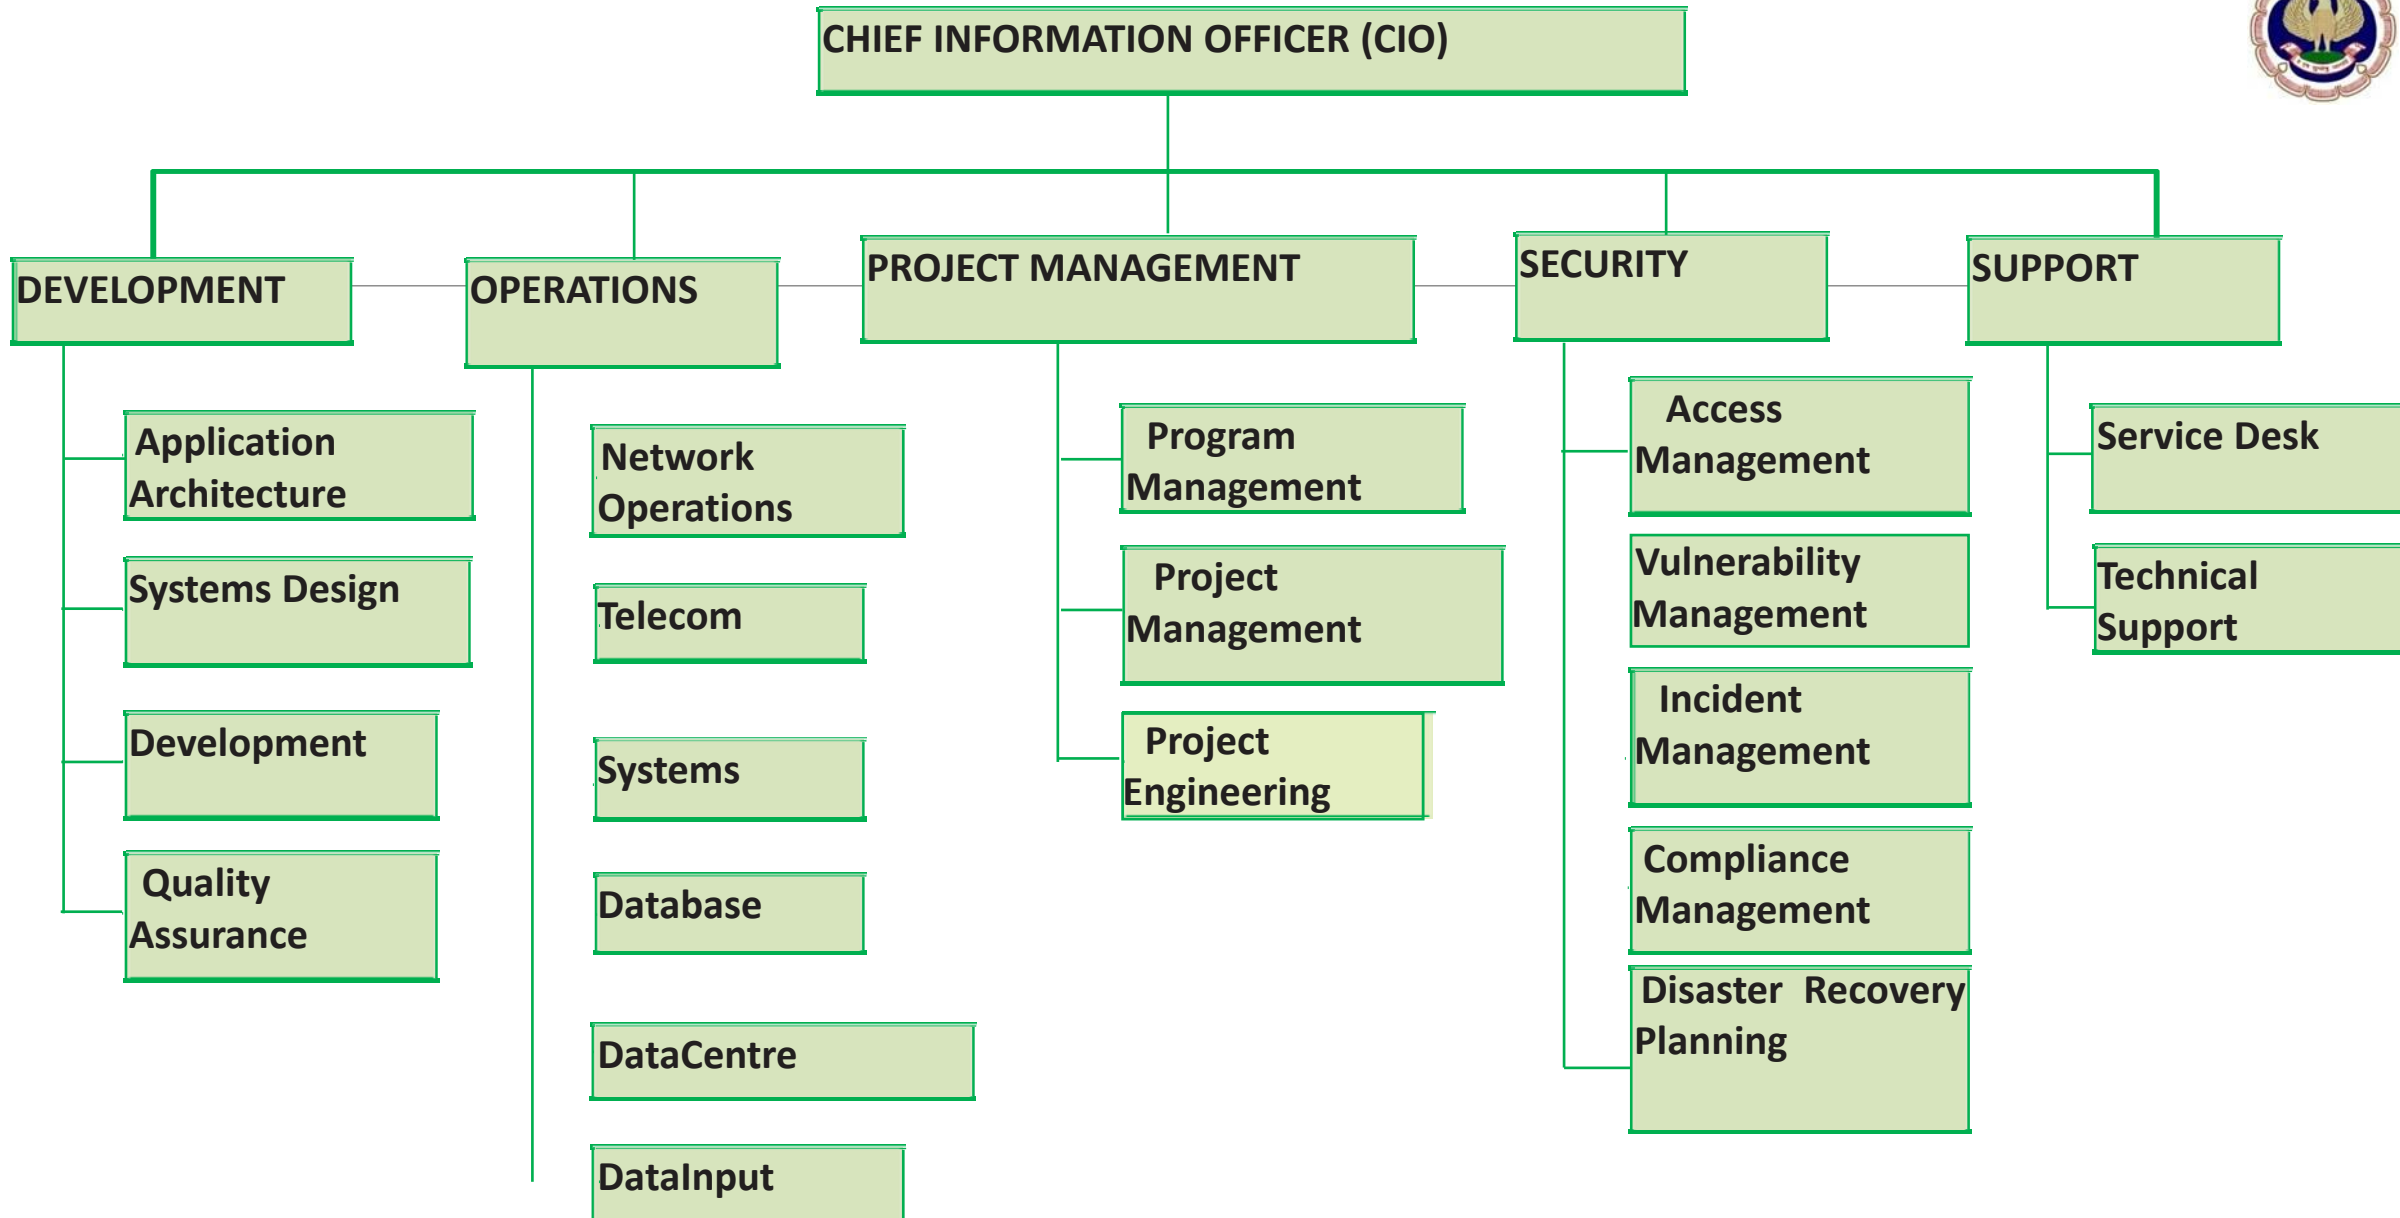 CHIEF INFORMATION OFFICER (CIO)
DEVELOPMENT
OPERATIONS
PROJECT MANAGEMENT
SECURITY
SUPPORT
Application
Architecture
Systems Design
Development
Quality
Assurance
Network
Operations
Telecom
Systems
Database
DataCentre
DataInput
Program
Management
Project
Management
Project
Engineering
Access
Management
Vulnerability
Management
Incident
Management
Compliance
Management
Disaster Recovery
Planning
Service Desk
Technical
Support